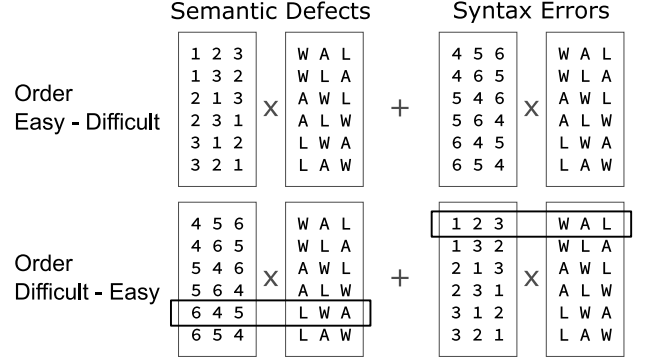 Semantic Defects Syntax Errors
1 2 3 W A L 4 5 6 W A L
1 3 2 W L A 4 6 5 W L A
2 1 3 A W L 5 4 6 A W L
2 3 1 A L W 5 6 4 A L W
3 1 2 L W A 6 4 5 L W A
3 2 1 L A W 6 5 4 L A W
x + x
Order
Easy - Difficult
4 5 6 W A L 1 2 3 W A L
4 6 5 W L A 1 3 2 W L A
5 4 6 A W L 2 1 3 A W L
5 6 4 A L W 2 3 1 A L W
6 4 5 L W A 3 1 2 L W A
6 5 4 L A W 3 2 1 L A W
x + x
Order
Difficult - Easy